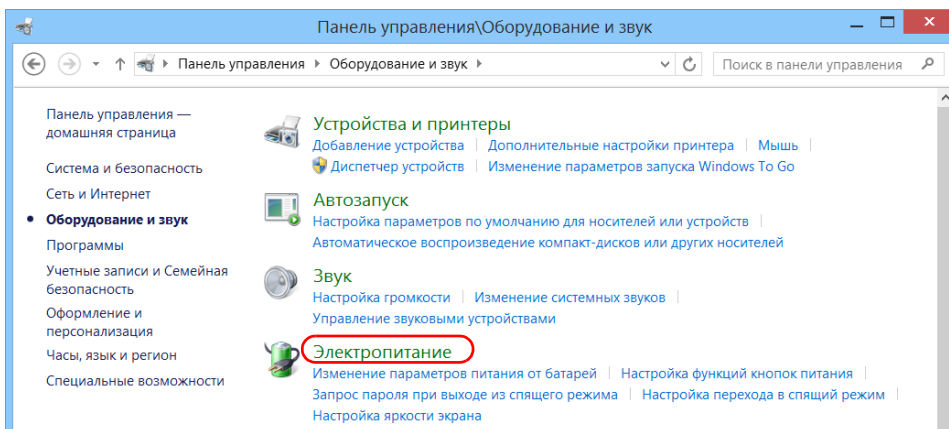 Панель управления\Оборудование и звук
Панель управления Оборудование и звук
Поиск в панели управления
Панель управления —
домашняя страница
Система и безопасность
Сеть и Интернет
Оборудование и звук
Программы
Учетные записи и Семейная
безопасность
Оформление и
персонализация
Часы, язык и регион
Специальные возможности
Устройства и принтеры
Добавление устройства Дополнительные настройки принтера Мышь
Диспетчер устройств Изменение параметров запуска Windows To Go
Автозапуск
Настройка параметров по умолчанию для носителей или устройств
Автоматическое воспроизведение компакт-дисков или других носителей
Звук
Настройка громкости Изменение системных звуков
Управление звуковыми устройствами
Электропитание
Изменение параметров питания от батарей Настройка функций кнопок питания
Запрос пароля при выходе из спящего режима Настройка перехода в спящий режим
Настройка яркости экрана